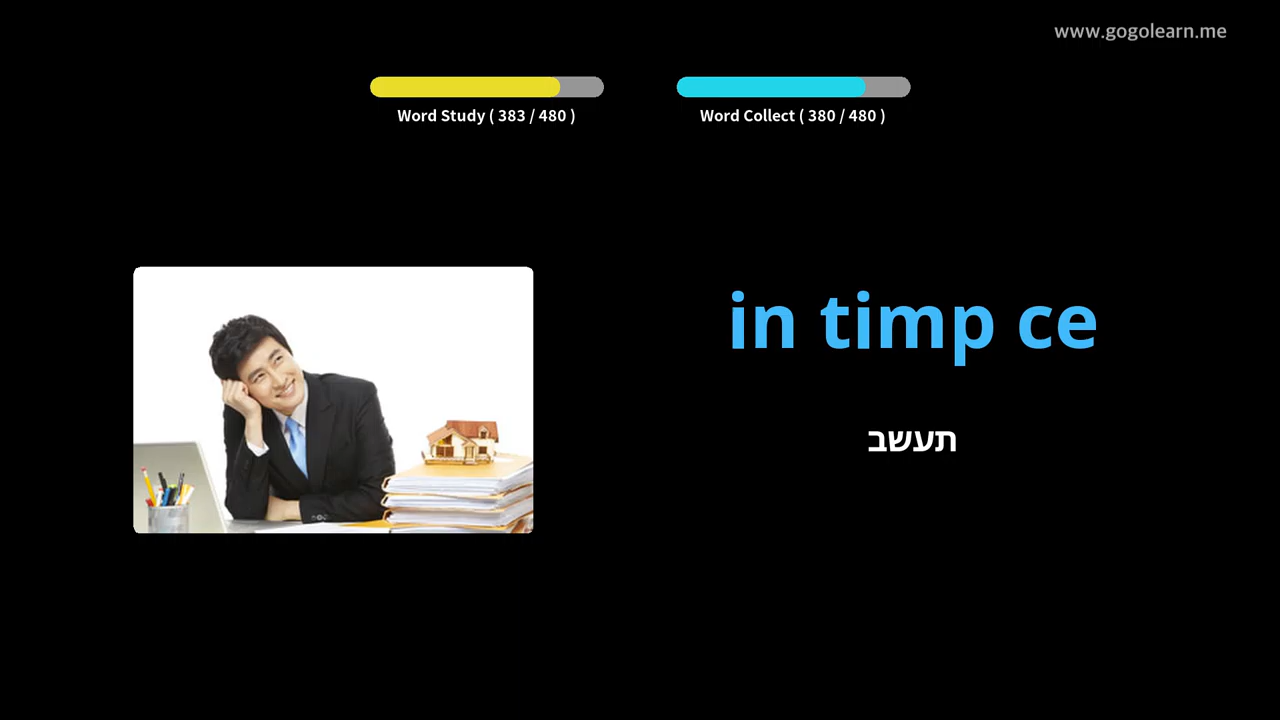 www.gogolearn.me
Word Study ( 383 / 480 )
Word Collect ( 380 / 480 )
in timp ce
תעשב